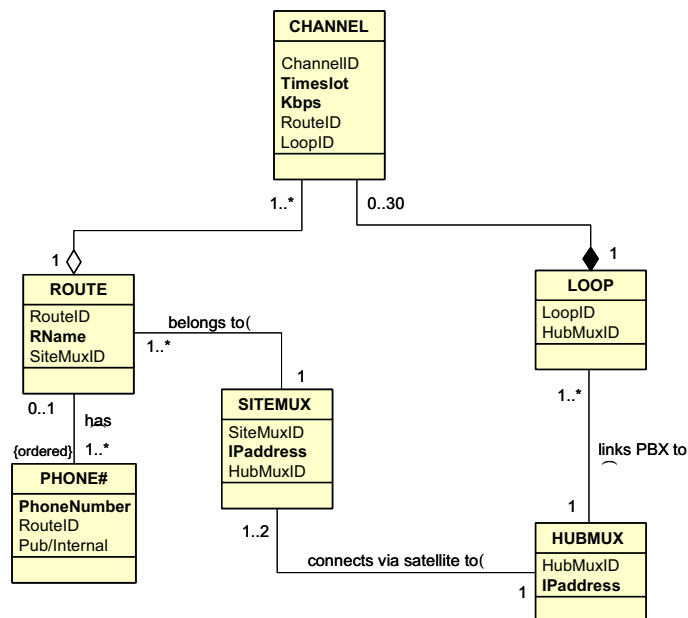 CHANNEL
ChannelID
Timeslot
Kbps
RouteID
LoopID
1..*
0..30
1
1
ROUTE
RouteID
RName
SiteMuxID
belongs to(
1..*
1
LOOP
LoopID
HubMuxID
0..1
has
{ordered} 1..*
SITEMUX
SiteMuxID
IPaddress
HubMuxID
1..*
links PBX to
(
PHONE#
PhoneNumber
RouteID
Pub/Internal
1..2
connects via satellite to(
1
1
HUBMUX
HubMuxID
IPaddress